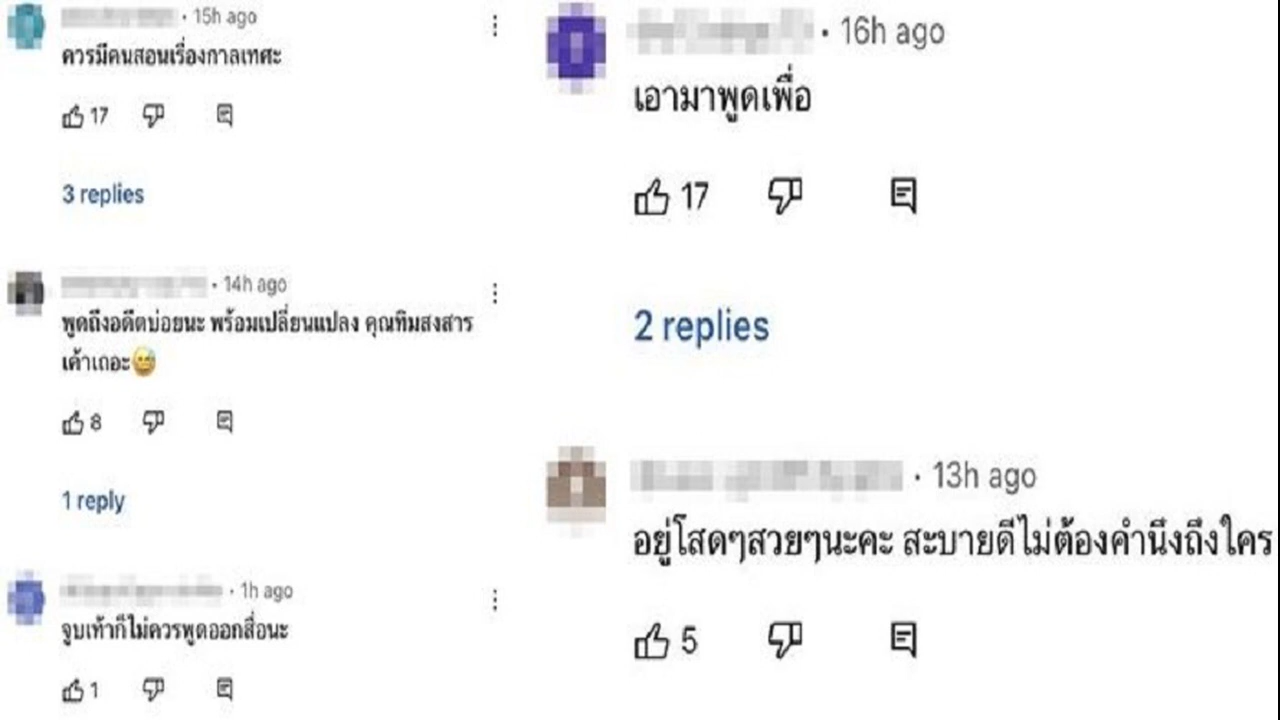 15h ago
ควรมีคนสอนเรื่องกาลเทศะ
17
3 replies
14h ago
พูดถึงอดีตบ่อยนะ พร้อมเปลี่ยนแปลง คุณทิมสงสาร
เค้าเถอะ😅
8
1 reply
1h ago
จูบเท้าก็ไม่ควรพูดออกสื่อนะ
1
16h ago
เอามาพูดเพื่อ
17
2 replies
13h ago
อยู่โสดๆสวยๆนะคะ สะบายดีไม่ต้องคำนึงถึงใคร
5